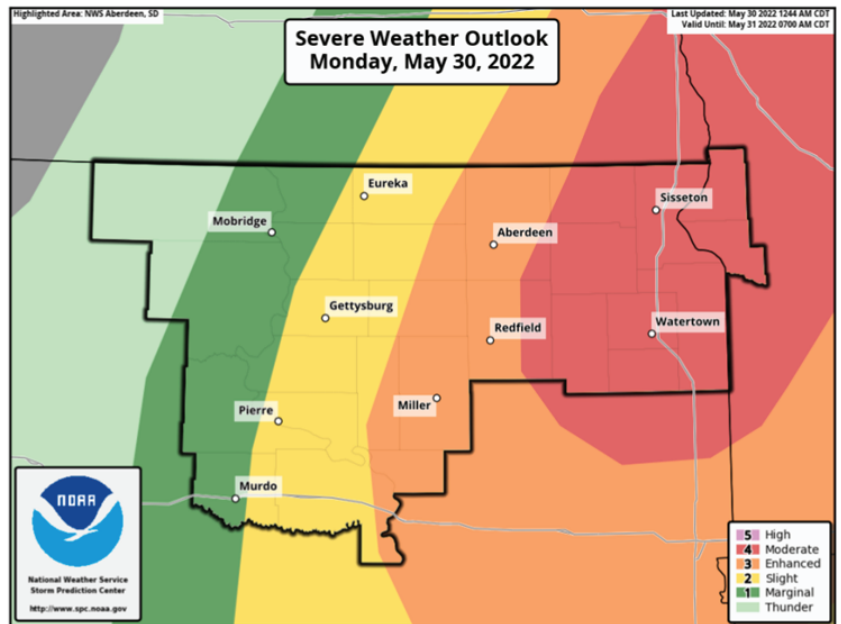 Highlighted Area: NWS Aberdeen, SD
Last Updated: May 30 2022 1244 AM CDT
Valid Until: May 31 2022 0700 AM CDT
Severe Weather Outlook
Monday, May 30, 2022
Eureka
Sisseton
Mobridge
Aberdeen
Gettysburg
Redfield
Watertown
Pierre
Miller
Murdo
NOAA
National Weather Service
Storm Prediction Center
http://www.spc.noaa.gov
5 High
4 Moderate
3 Enhanced
2 Slight
1 Marginal
Thunder